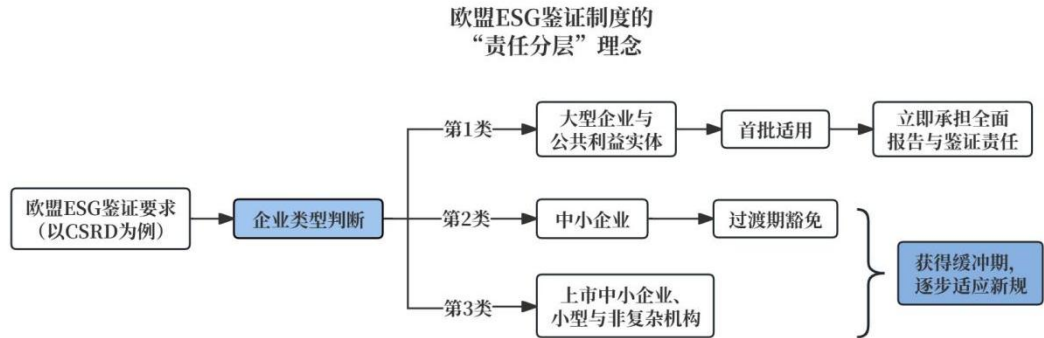 欧盟ESG鉴证制度的
“责任分层”理念
第1类
大型企业与
公共利益实体
首批适用
立即承担全面
报告与鉴证责任
欧盟ESG鉴证要求
（以CSRD为例）
企业类型判断
第2类
中小企业
过渡期豁免
获得缓冲期，
逐步适应新规
第3类
上市中小企业、
小型与非复杂机构